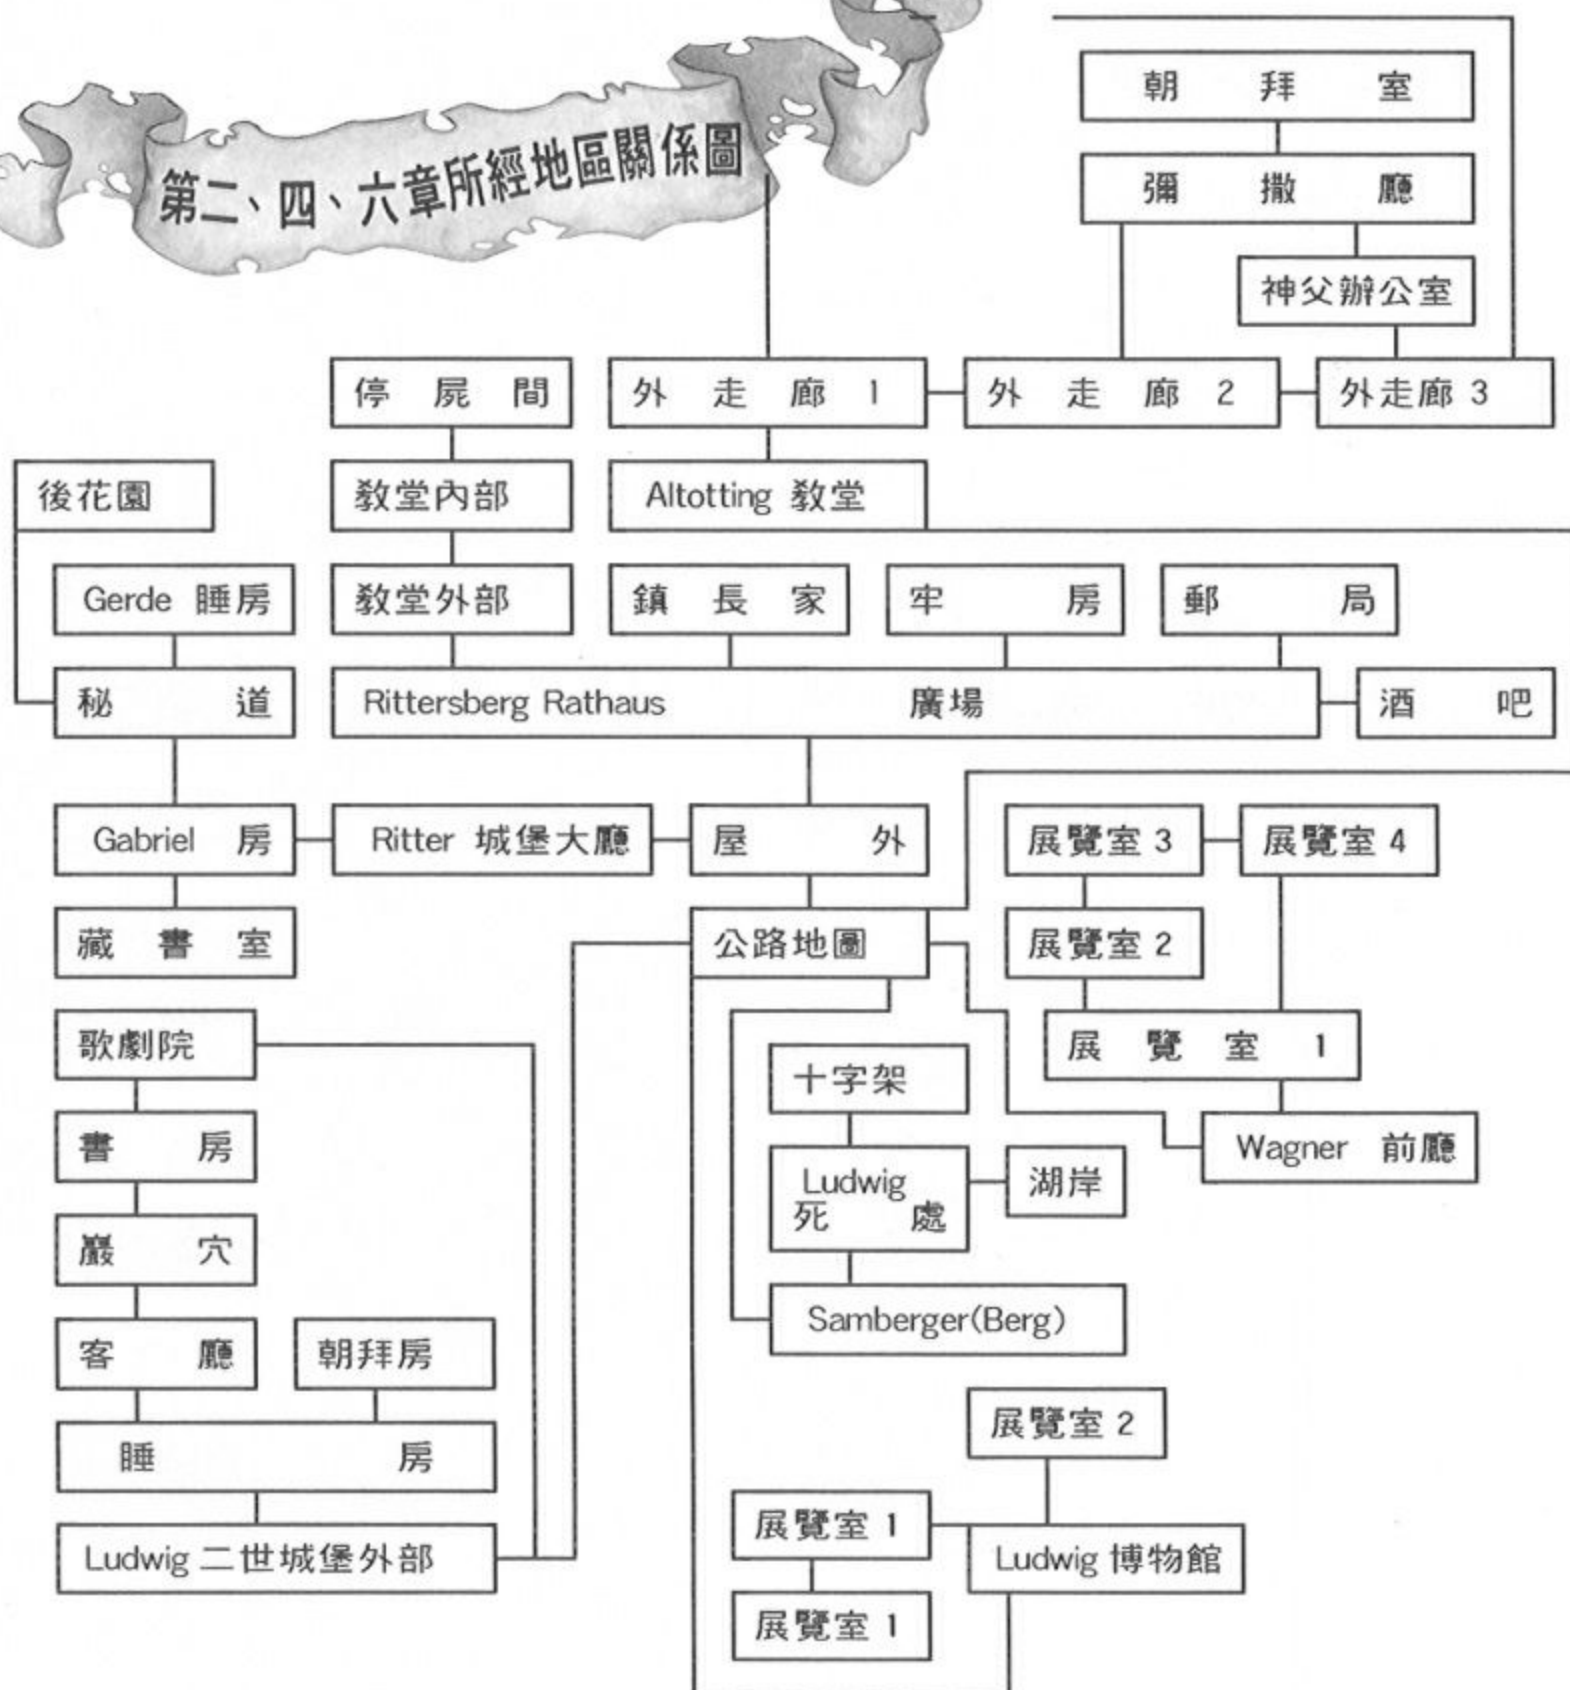 第二、四、六章所經地區關係圖
朝拜室
彌撒廳
神父辦公室
停屍間
外走廊1
外走廊2
外走廊3
後花園
教堂內部
Altotting 教堂
Gerde 睡房
教堂外部
鎮長家
牢房
郵局
秘道
Rittersberg Rathaus 廣場
酒吧
Gabriel 房
Ritter 城堡大廳
屋外
展覽室3
展覽室4
藏書室
公路地圖
展覽室2
歌劇院
展覽室1
十字架
書房
Wagner 前廳
Ludwig
死處
湖岸
巖穴
Samberger(Berg)
客廳
朝拜房
展覽室2
睡房
展覽室1
Ludwig 二世城堡外部
Ludwig 博物館
展覽室1